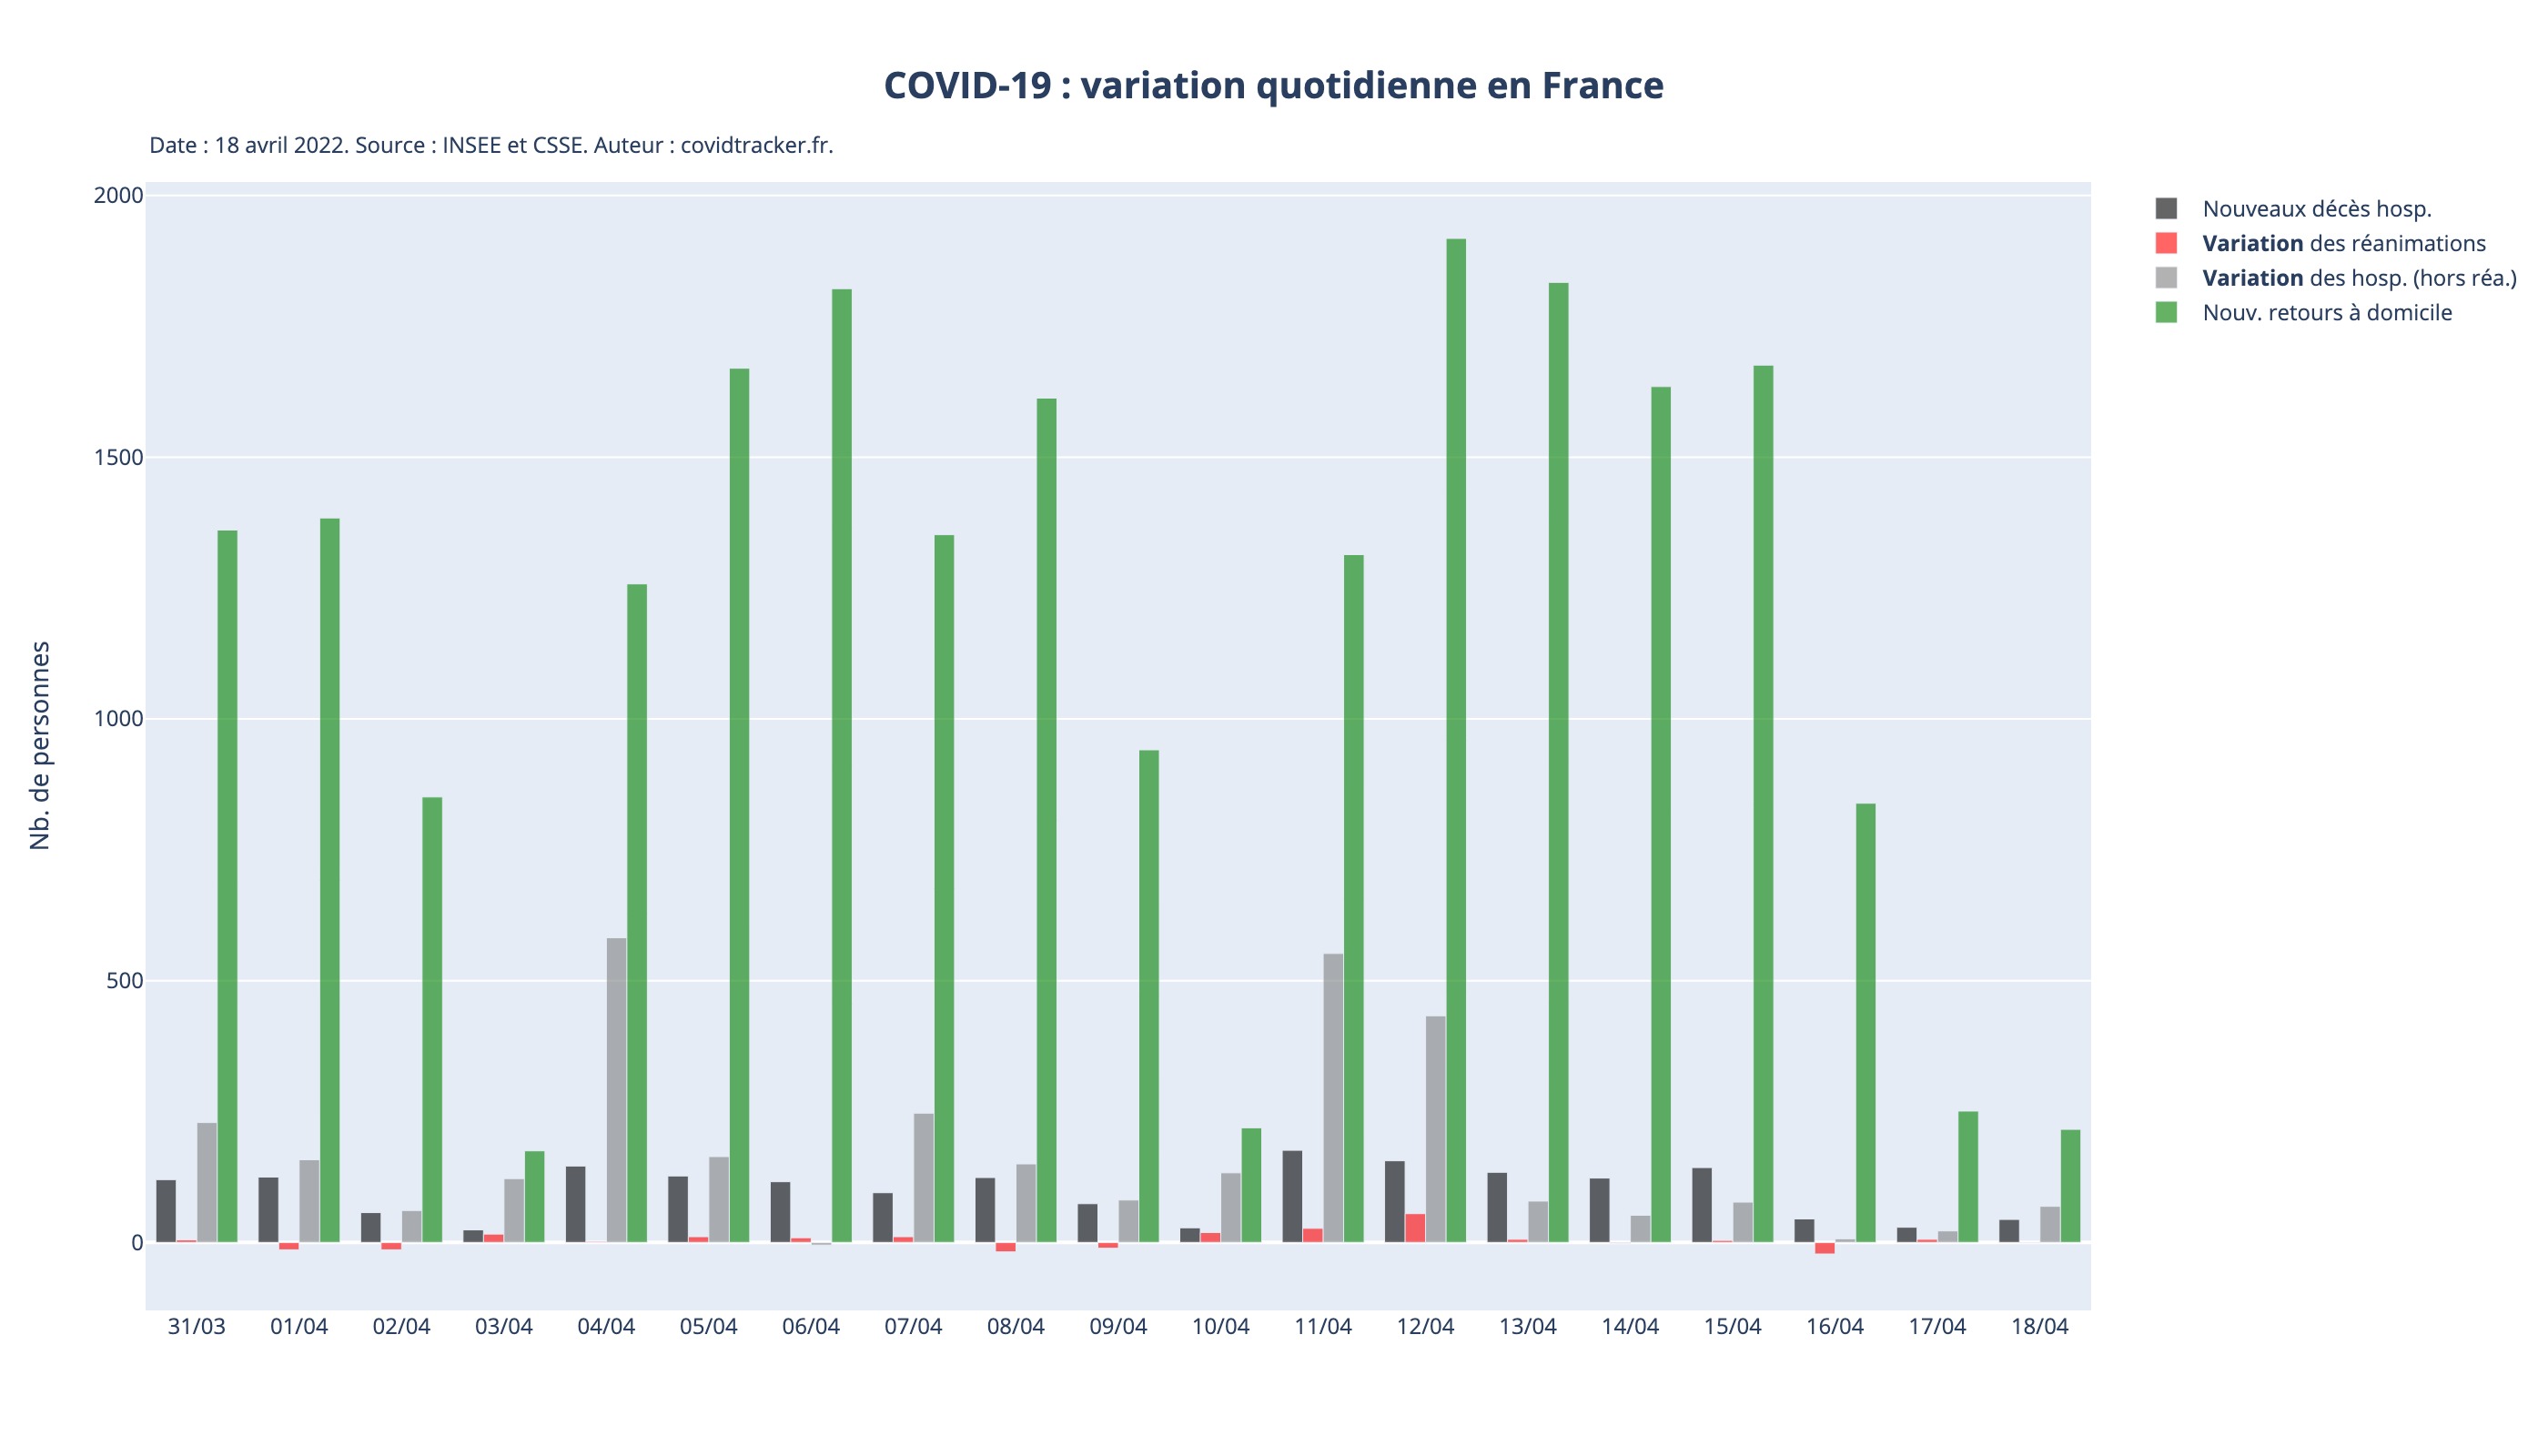 COVID-19 : variation quotidienne en France
Date : 18 avril 2022. Source : INSEE et CSSE. Auteur : covidtracker.fr.
Nouveaux décès hosp.
Variation des réanimations
Variation des hosp. (hors réa.)
Nouv. retours à domicile
Nb. de personnes
2000
1500
1000
500
0
31/03 01/04 02/04 03/04 04/04 05/04 06/04 07/04 08/04 09/04 10/04 11/04 12/04 13/04 14/04 15/04 16/04 17/04 18/04